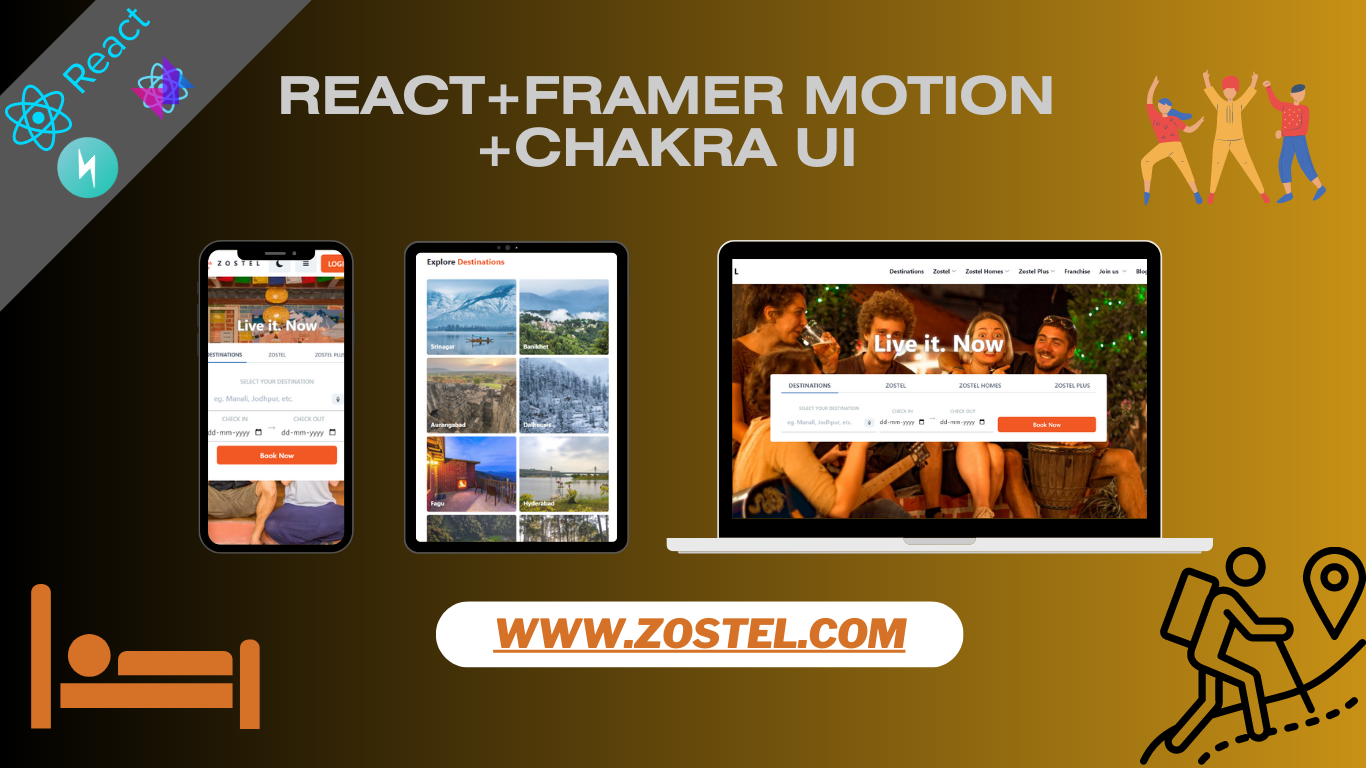 React
REACT+FRAMER MOTION
+CHAKRA UI
ZOSTEL
LOGI
Live it. Now
DESTINATIONS ZOSTEL ZOSTEL PLUS
SELECT YOUR DESTINATION
eg. Manali, Jodhpur, etc.
CHECK IN CHECK OUT
dd-mm-yyyy → dd-mm-yyyy
Book Now
Explore Destinations
Srinagar Banikhet
Aurangabad Dalhousie
Fagu Hyderabad
L Destinations Zostel Zostel Homes Zostel Plus Franchise Join us Blog
Live it. Now
DESTINATIONS ZOSTEL ZOSTEL HOMES ZOSTEL PLUS
SELECT YOUR DESTINATION CHECK IN CHECK OUT
eg. Manali, Jodhpur, etc. dd-mm-yyyy → dd-mm-yyyy Book Now
WWW.ZOSTEL.COM